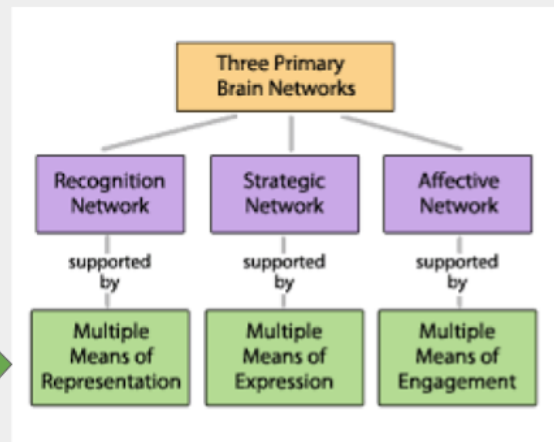 Three Primary
Brain Networks
Recognition
Network
Strategic
Network
Affective
Network
supported
by
supported
by
supported
by
Multiple
Means of
Representation
Multiple
Means of
Expression
Multiple
Means of
Engagement